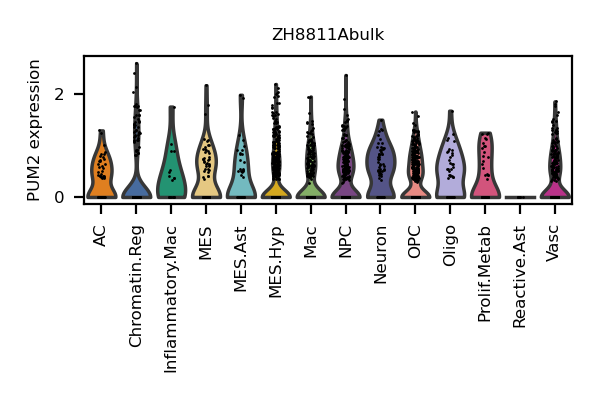 ZH8811Abulk
PUM2 expression
2
0
AC
Chromatin.Reg
Inflammatory.Mac
MES
MES.Ast
MES.Hyp
Mac
NPC
Neuron
OPC
Oligo
Prolif.Metab
Reactive.Ast
Vasc